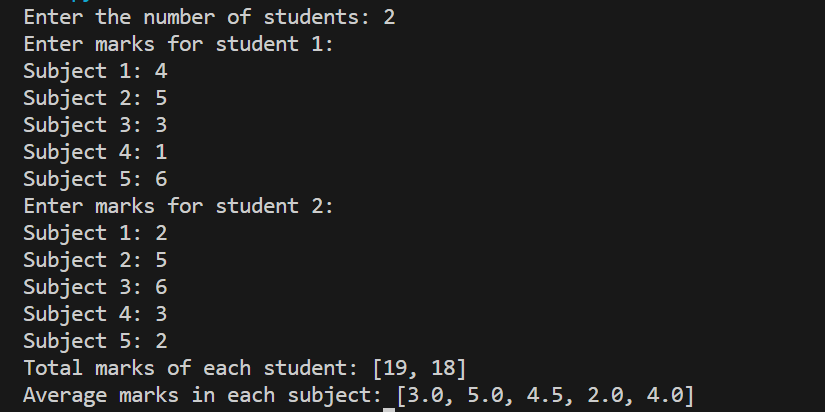 Enter the number of students: 2
Enter marks for student 1:
Subject 1: 4
Subject 2: 5
Subject 3: 3
Subject 4: 1
Subject 5: 6
Enter marks for student 2:
Subject 1: 2
Subject 2: 5
Subject 3: 6
Subject 4: 3
Subject 5: 2
Total marks of each student: [19, 18]
Average marks in each subject: [3.0, 5.0, 4.5, 2.0, 4.0]